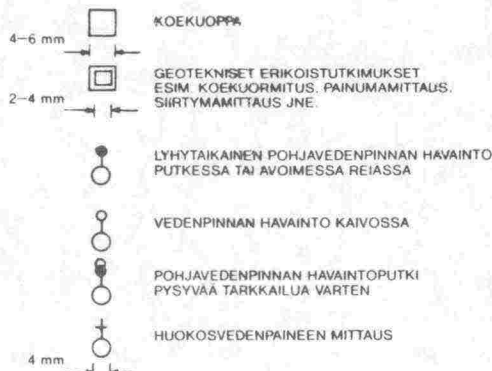 KOEKUOPPA
4-6 mm
GEOTEKNISET ERIKOISTUTKIMUKSET
ESIM. KOEKUORMITUS, PAINUMAMITTAUS,
SIIRTYMAMITTAUS JNE.
2-4 mm
LYHYTAIKAINEN POHJAVEDENPINNAN HAVAINTO
PUTKESSA TAI AVOIMESSA REIASSA
VEDENPINNAN HAVAINTO KAIVOSSA
POHJAVEDENPINNAN HAVAINTOPUTKI
PYSYVÄÄ TARKKAILUA VARTEN
HUOKOSVEDENPAINEEN MITTAUS
4 mm